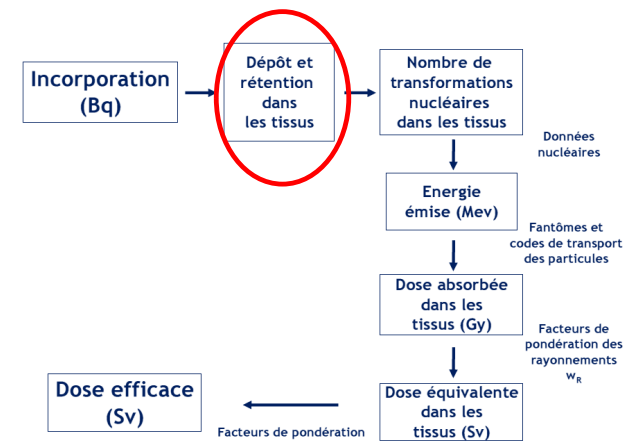 Incorporation
(Bq)
Dépôt et
rétention
dans
les tissus
Nombre de
transformations
nucléaires
dans les tissus
Données
nucléaires
Energie
émise (Mev)
Fantômes et
codes de transport
des particules
Dose absorbée
dans les
tissus (Gy)
Facteurs de
pondération des
rayonnements
wR
Dose équivalente
dans les
tissus (Sv)
Facteurs de pondération
Dose efficace
(Sv)